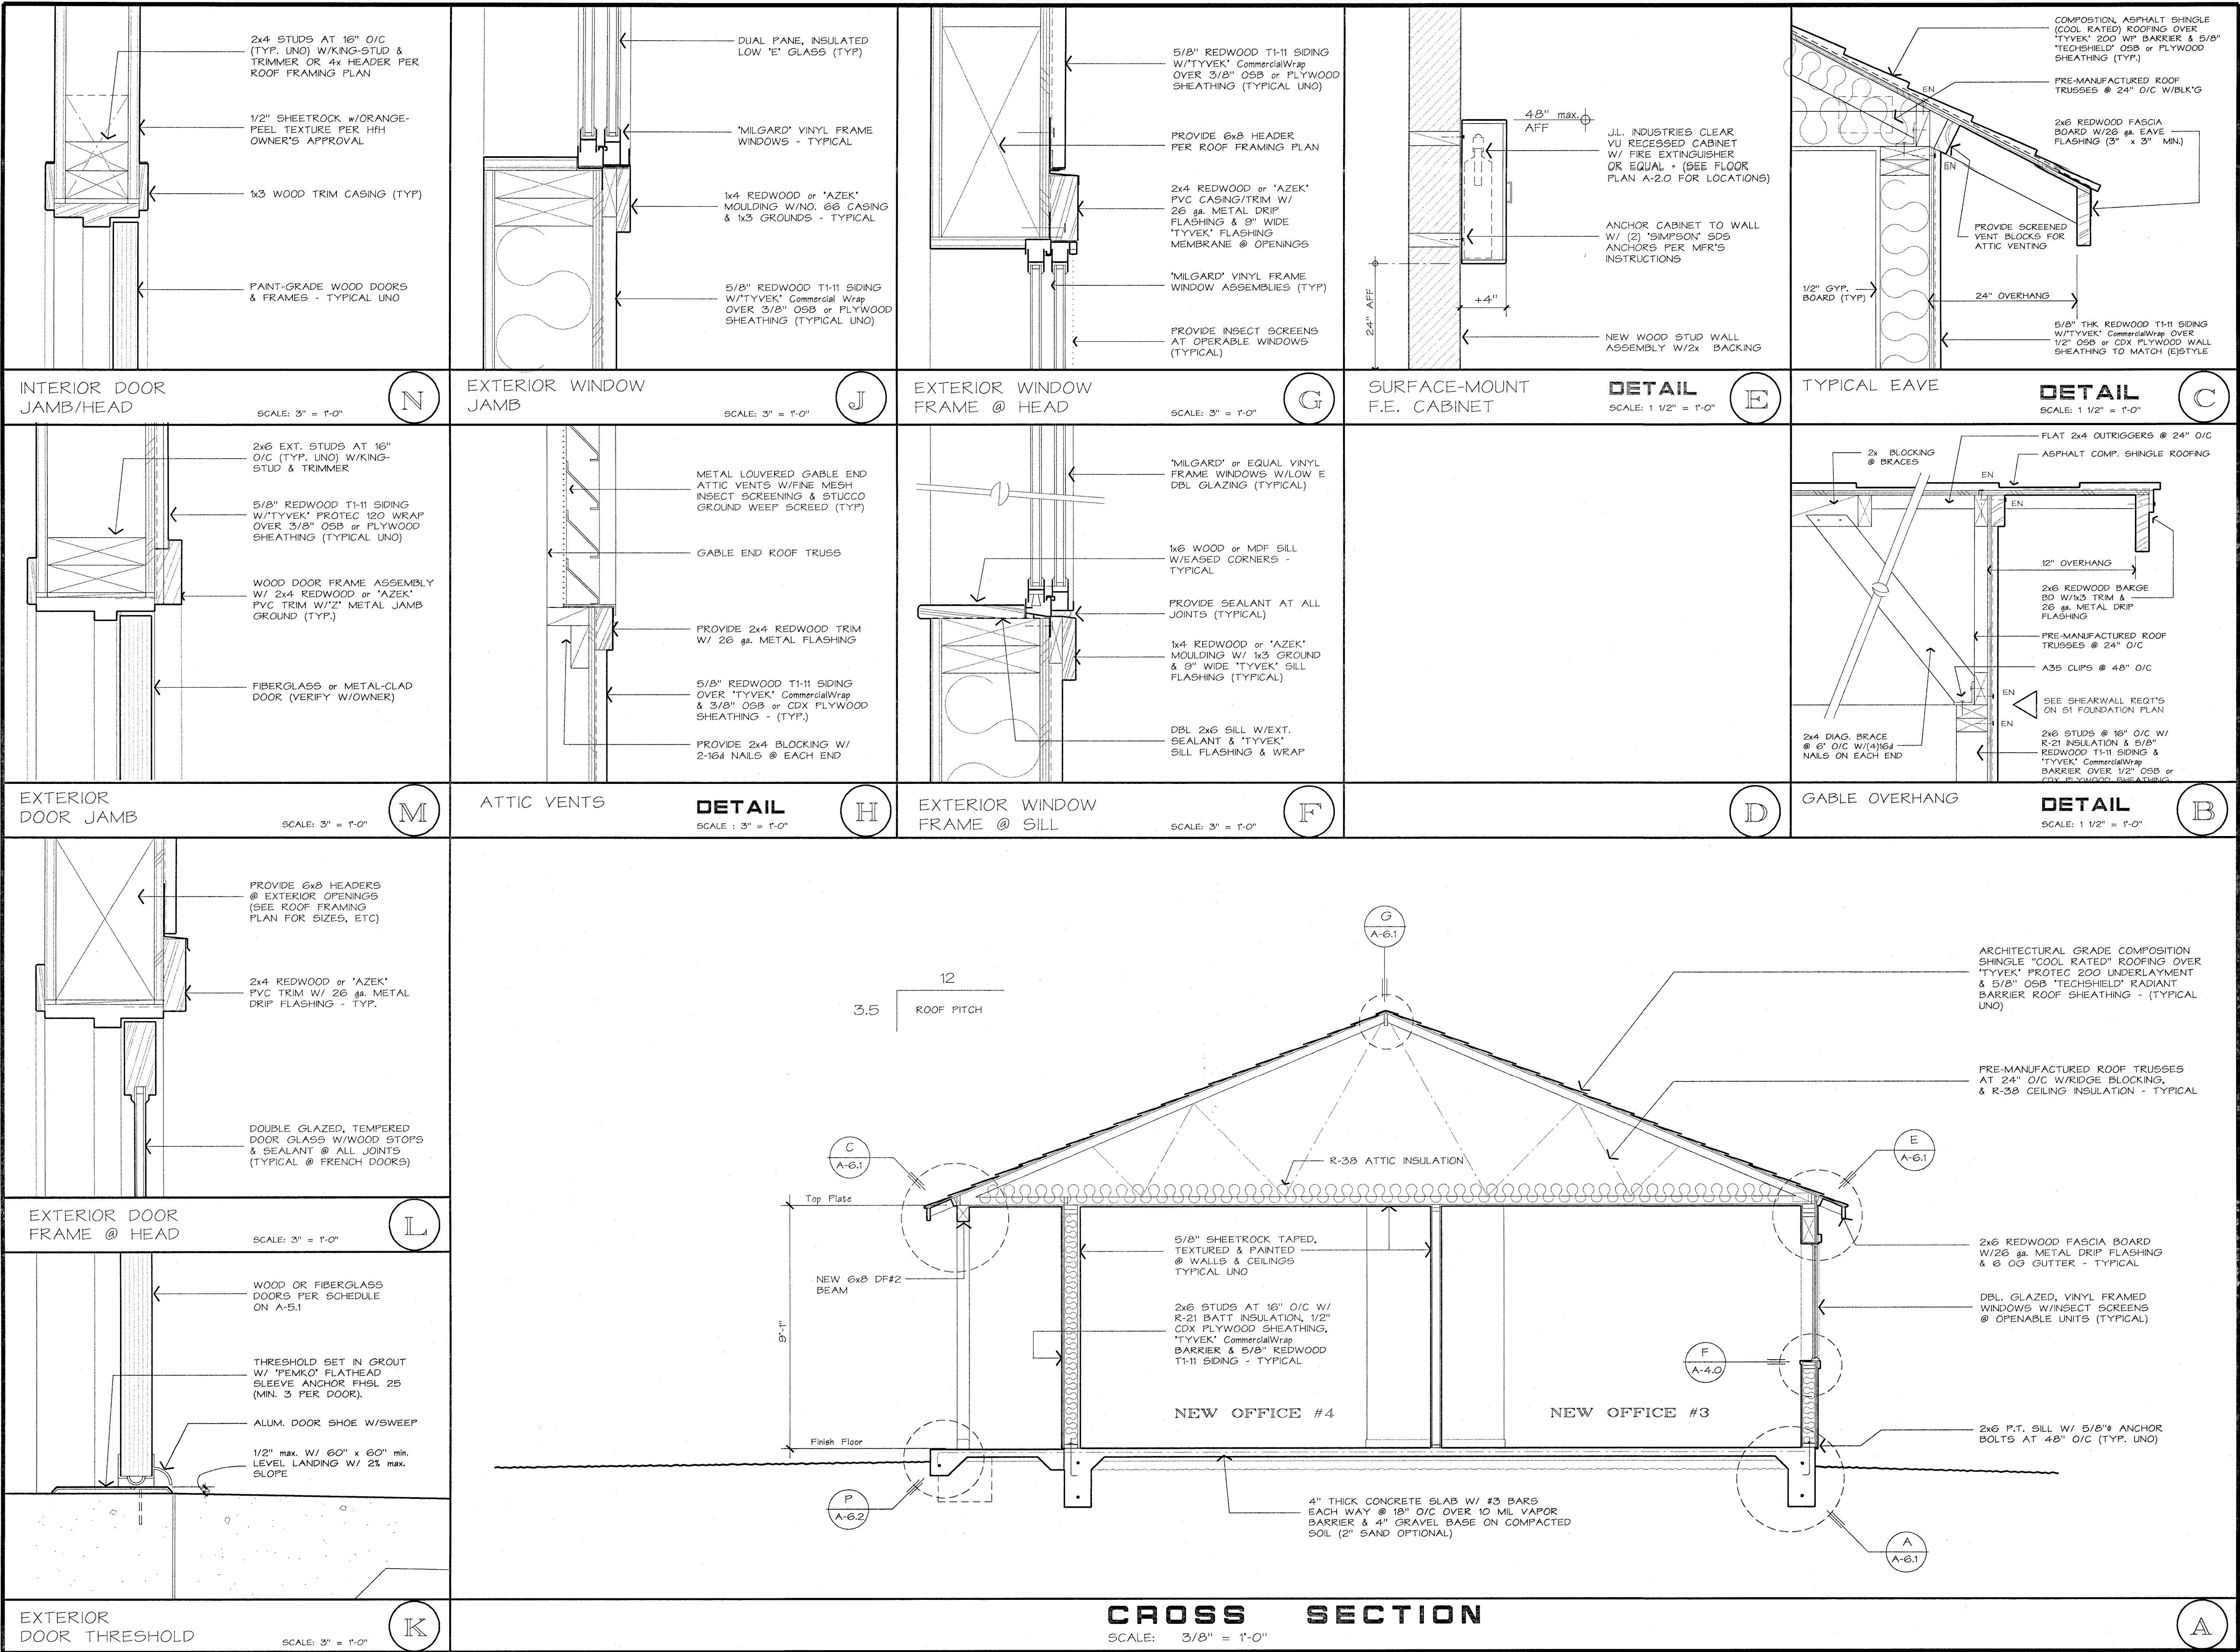 2x4 STUDS AT 16" O/C
(TYP. UNO) W/KING-STUD &
TRIMMER OR 4x HEADER PER
ROOF FRAMING PLAN
1/2" SHEETROCK w/ORANGE-
PEEL TEXTURE PER HfH
OWNER'S APPROVAL
1x3 WOOD TRIM CASING (TYP)
PAINT-GRADE WOOD DOORS
& FRAMES - TYPICAL UNO
INTERIOR DOOR
JAMB/HEAD
SCALE: 3" = 1'-0"
N
DUAL PANE, INSULATED
LOW 'E' GLASS (TYP)
'MILGARD' VINYL FRAME
WINDOWS - TYPICAL
1x4 REDWOOD or 'AZEK'
MOULDING W/NO. 66 CASING
& 1x3 GROUNDS - TYPICAL
5/8" REDWOOD T1-11 SIDING
W/'TYVEK' Commercial Wrap
OVER 3/8" OSB or PLYWOOD
SHEATHING (TYPICAL UNO)
EXTERIOR WINDOW
JAMB
SCALE: 3" = 1'-0"
J
5/8" REDWOOD T1-11 SIDING
W/'TYVEK' CommercialWrap
OVER 3/8" OSB or PLYWOOD
SHEATHING (TYPICAL UNO)
PROVIDE 6x8 HEADER
PER ROOF FRAMING PLAN
2x4 REDWOOD or 'AZEK'
PVC CASING/TRIM W/
26 ga. METAL DRIP
FLASHING & 9" WIDE
'TYVEK' FLASHING
MEMBRANE @ OPENINGS
'MILGARD' VINYL FRAME
WINDOW ASSEMBLIES (TYP)
PROVIDE INSECT SCREENS
AT OPERABLE WINDOWS
(TYPICAL)
EXTERIOR WINDOW
FRAME @ HEAD
SCALE: 3" = 1'-0"
G
48" max.
AFF
J.L. INDUSTRIES CLEAR
VU RECESSED CABINET
W/ FIRE EXTINGUISHER
OR EQUAL - (SEE FLOOR
PLAN A-2.0 FOR LOCATIONS)
ANCHOR CABINET TO WALL
W/ (2) 'SIMPSON' SDS
ANCHORS PER MFR'S
INSTRUCTIONS
+4"
24" AFF
NEW WOOD STUD WALL
ASSEMBLY W/2x BACKING
SURFACE-MOUNT
F.E. CABINET
DETAIL
SCALE: 1 1/2" = 1'-0"
E
COMPOSTION, ASPHALT SHINGLE
(COOL RATED) ROOFING OVER
'TYVEK' 200 WP BARRIER & 5/8"
'TECHSHIELD' OSB or PLYWOOD
SHEATHING (TYP.)
PRE-MANUFACTURED ROOF
TRUSSES @ 24" O/C W/BLK'G
EN
2x6 REDWOOD FASCIA
BOARD W/26 ga. EAVE
FLASHING (3" x 3" MIN.)
EN
PROVIDE SCREENED
VENT BLOCKS FOR
ATTIC VENTING
1/2" GYP.
BOARD (TYP)
24" OVERHANG
5/8" THK REDWOOD T1-11 SIDING
W/'TYVEK' CommercialWrap OVER
1/2" OSB or CDX PLYWOOD WALL
SHEATHING TO MATCH (E)STYLE
TYPICAL EAVE
DETAIL
SCALE: 1 1/2" = 1'-0"
C
2x6 EXT. STUDS AT 16"
O/C (TYP. UNO) W/KING-
STUD & TRIMMER
5/8" REDWOOD T1-11 SIDING
W/'TYVEK' PROTEC 120 WRAP
OVER 3/8" OSB or PLYWOOD
SHEATHING (TYPICAL UNO)
WOOD DOOR FRAME ASSEMBLY
W/ 2x4 REDWOOD or 'AZEK'
PVC TRIM W/'Z' METAL JAMB
GROUND (TYP.)
FIBERGLASS or METAL-CLAD
DOOR (VERIFY W/OWNER)
EXTERIOR
DOOR JAMB
SCALE: 3" = 1'-0"
M
METAL LOUVERED GABLE END
ATTIC VENTS W/FINE MESH
INSECT SCREENING & STUCCO
GROUND WEEP SCREED (TYP)
GABLE END ROOF TRUSS
PROVIDE 2x4 REDWOOD TRIM
W/ 26 ga. METAL FLASHING
5/8" REDWOOD T1-11 SIDING
OVER 'TYVEK' CommercialWrap
& 3/8" OSB or CDX PLYWOOD
SHEATHING - (TYP.)
PROVIDE 2x4 BLOCKING W/
2-16d NAILS @ EACH END
ATTIC VENTS
DETAIL
SCALE : 3" = 1'-0"
H
'MILGARD' or EQUAL VINYL
FRAME WINDOWS W/LOW E
DBL GLAZING (TYPICAL)
1x6 WOOD or MDF SILL
W/EASED CORNERS -
TYPICAL
PROVIDE SEALANT AT ALL
JOINTS (TYPICAL)
1x4 REDWOOD or 'AZEK'
MOULDING W/ 1x3 GROUND
& 9" WIDE 'TYVEK' SILL
FLASHING (TYPICAL)
DBL 2x6 SILL W/EXT.
SEALANT & 'TYVEK'
SILL FLASHING & WRAP
EXTERIOR WINDOW
FRAME @ SILL
SCALE: 3" = 1'-0"
F
D
FLAT 2x4 OUTRIGGERS @ 24" O/C
2x BLOCKING
@ BRACES
ASPHALT COMP. SHINGLE ROOFING
EN
EN
12" OVERHANG
2x6 REDWOOD BARGE
BD W/1x3 TRIM &
26 ga. METAL DRIP
FLASHING
PRE-MANUFACTURED ROOF
TRUSSES @ 24" O/C
A35 CLIPS @ 48" O/C
EN
SEE SHEARWALL REQT'S
ON S1 FOUNDATION PLAN
EN
2x4 DIAG. BRACE
@ 6' O/C W/(4)16d
NAILS ON EACH END
2x6 STUDS @ 16" O/C W/
R-21 INSULATION & 5/8"
REDWOOD T1-11 SIDING &
'TYVEK' CommercialWrap
BARRIER OVER 1/2" OSB or
CDX PLYWOOD SHEATHING
GABLE OVERHANG
DETAIL
SCALE: 1 1/2" = 1'-0"
B
PROVIDE 6x8 HEADERS
@ EXTERIOR OPENINGS
(SEE ROOF FRAMING
PLAN FOR SIZES, ETC)
2x4 REDWOOD or 'AZEK'
PVC TRIM W/ 26 ga. METAL
DRIP FLASHING - TYP.
DOUBLE GLAZED, TEMPERED
DOOR GLASS W/WOOD STOPS
& SEALANT @ ALL JOINTS
(TYPICAL @ FRENCH DOORS)
EXTERIOR DOOR
FRAME @ HEAD
SCALE: 3" = 1'-0"
L
WOOD OR FIBERGLASS
DOORS PER SCHEDULE
ON A-5.1
THRESHOLD SET IN GROUT
W/ 'PEMKO' FLATHEAD
SLEEVE ANCHOR FHSL 25
(MIN. 3 PER DOOR).
ALUM. DOOR SHOE W/SWEEP
1/2" max. W/ 60" x 60" min.
LEVEL LANDING W/ 2% max.
SLOPE
EXTERIOR
DOOR THRESHOLD
SCALE: 3" = 1'-0"
K
G
A-6.1
12
3.5
ROOF PITCH
ARCHITECTURAL GRADE COMPOSITION
SHINGLE "COOL RATED" ROOFING OVER
'TYVEK' PROTEC 200 UNDERLAYMENT
& 5/8" OSB 'TECHSHIELD' RADIANT
BARRIER ROOF SHEATHING - (TYPICAL
UNO)
PRE-MANUFACTURED ROOF TRUSSES
AT 24" O/C W/RIDGE BLOCKING,
& R-38 CEILING INSULATION - TYPICAL
C
A-6.1
E
A-6.1
R-38 ATTIC INSULATION
Top Plate
5/8" SHEETROCK TAPED,
TEXTURED & PAINTED
@ WALLS & CEILINGS
TYPICAL UNO
2x6 REDWOOD FASCIA BOARD
W/26 ga. METAL DRIP FLASHING
& 6 OG GUTTER - TYPICAL
NEW 6x8 DF#2
BEAM
9'-1"
2x6 STUDS AT 16" O/C W/
R-21 BATT INSULATION, 1/2"
CDX PLYWOOD SHEATHING,
'TYVEK' CommercialWrap
BARRIER & 5/8" REDWOOD
T1-11 SIDING - TYPICAL
DBL. GLAZED, VINYL FRAMED
WINDOWS W/INSECT SCREENS
@ OPENABLE UNITS (TYPICAL)
F
A-4.0
NEW OFFICE #4
NEW OFFICE #3
Finish Floor
2x6 P.T. SILL W/ 5/8"ø ANCHOR
BOLTS AT 48" O/C (TYP. UNO)
P
A-6.2
4" THICK CONCRETE SLAB W/ #3 BARS
EACH WAY @ 18" O/C OVER 10 MIL VAPOR
BARRIER & 4" GRAVEL BASE ON COMPACTED
SOIL (2" SAND OPTIONAL)
A
A-6.1
CROSS SECTION
SCALE: 3/8" = 1'-0"
A